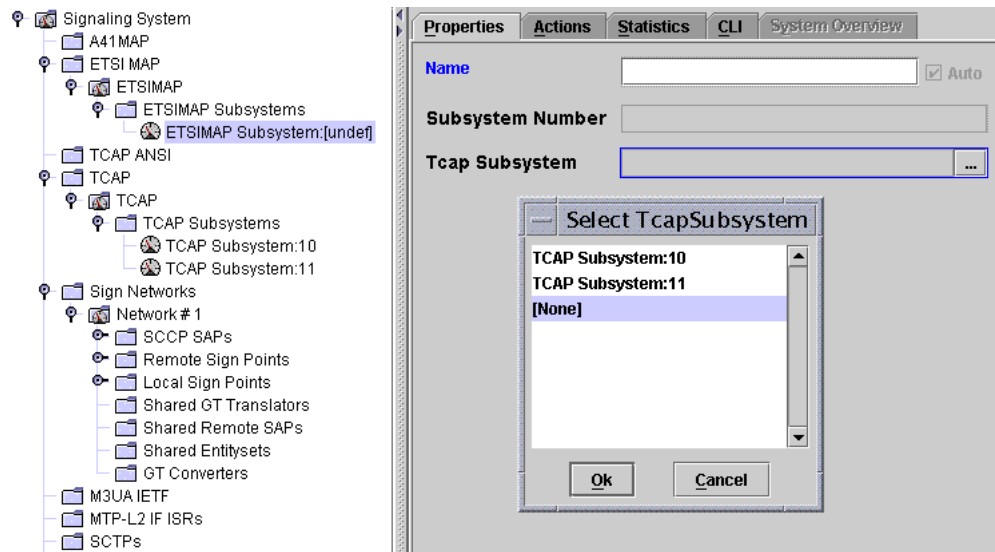 Signaling System
A41MAP
ETSI MAP
ETSIMAP
ETSIMAP Subsystems
ETSIMAP Subsystem:[undef]
TCAP ANSI
TCAP
TCAP
TCAP Subsystems
TCAP Subsystem:10
TCAP Subsystem:11
Sign Networks
Network # 1
SCCP SAPs
Remote Sign Points
Local Sign Points
Shared GT Translators
Shared Remote SAPs
Shared Entitysets
GT Converters
M3UA IETF
MTP-L2 IF ISRs
SCTPs
Properties Actions Statistics CLI System Overview
Name Auto
Subsystem Number
Tcap Subsystem ...
Select TcapSubsystem
TCAP Subsystem:10
TCAP Subsystem:11
[None]
Ok Cancel